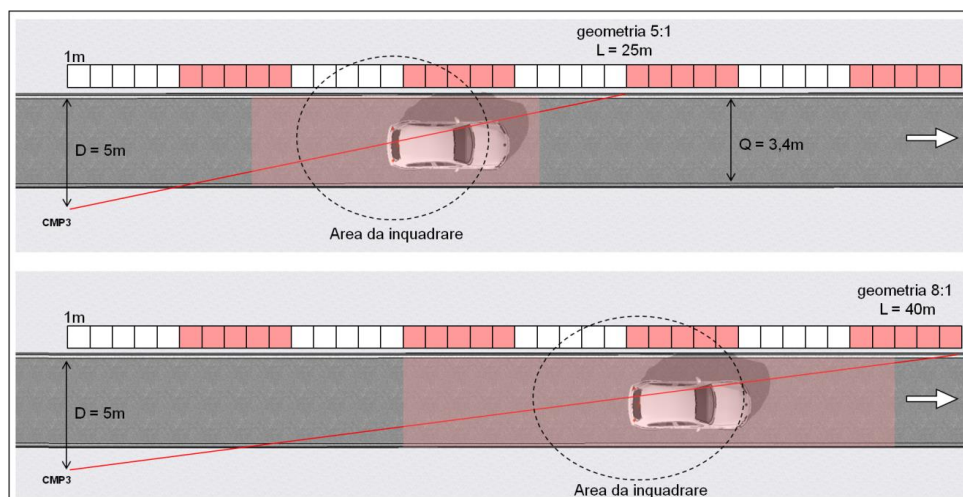 geometria 5:1
L = 25m
1m
D = 5m
Q = 3,4m
CMP3
Area da inquadrare
geometria 8:1
L = 40m
1m
D = 5m
CMP3
Area da inquadrare